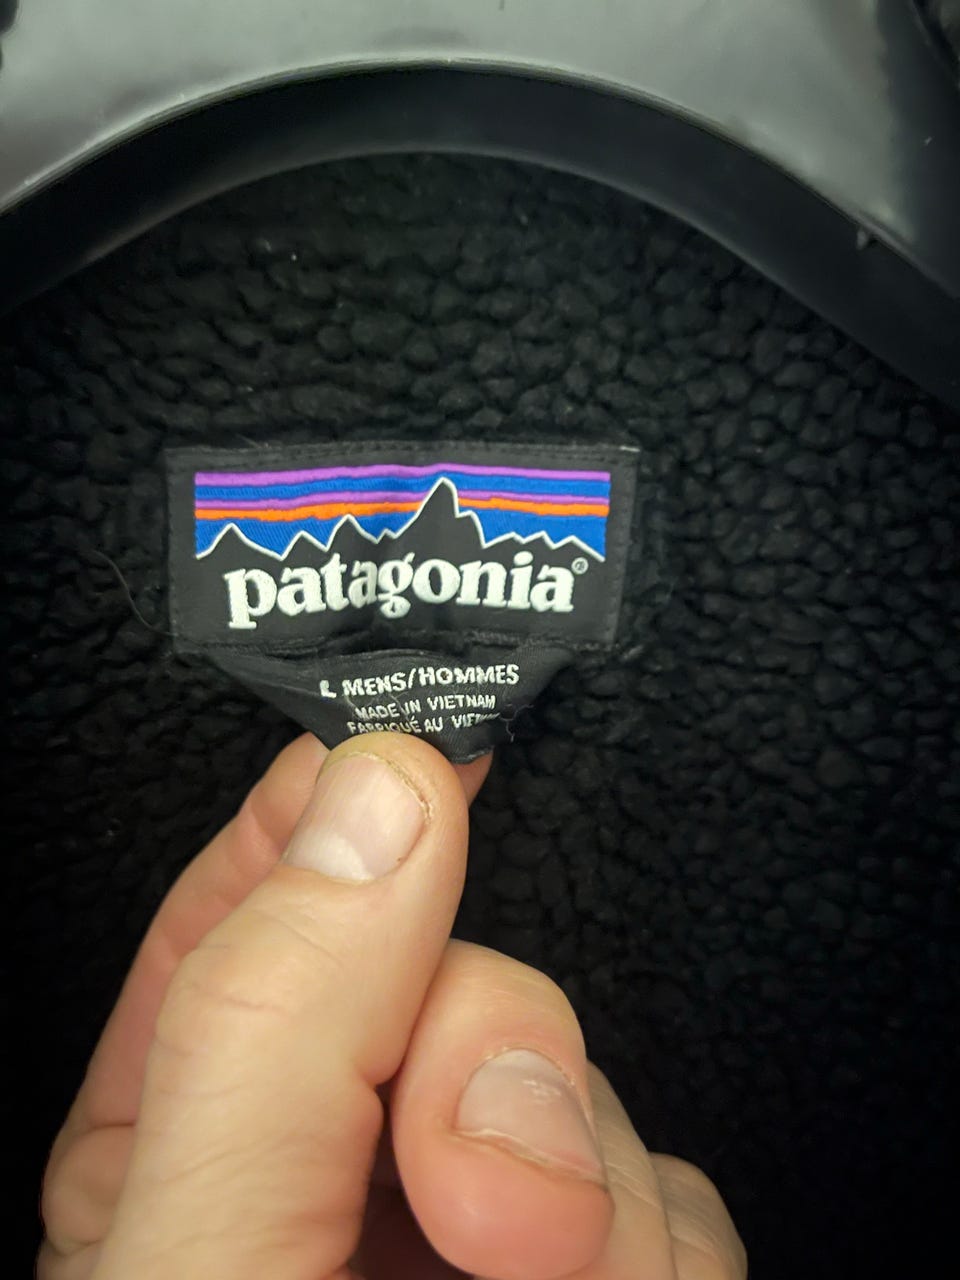 patagonia®
L MENS/HOMMES
MADE IN VIETNAM
FABRIQUÉ AU